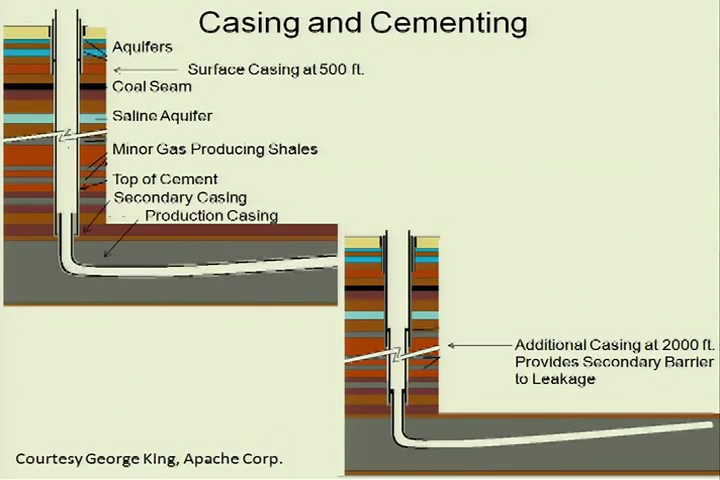 Casing and Cementing
Aquifers
Surface Casing at 500 ft.
Coal Seam
Saline Aquifer
Minor Gas Producing Shales
Top of Cement
Secondary Casing
Production Casing
Additional Casing at 2000 ft.
Provides Secondary Barrier
to Leakage
Courtesy George King, Apache Corp.